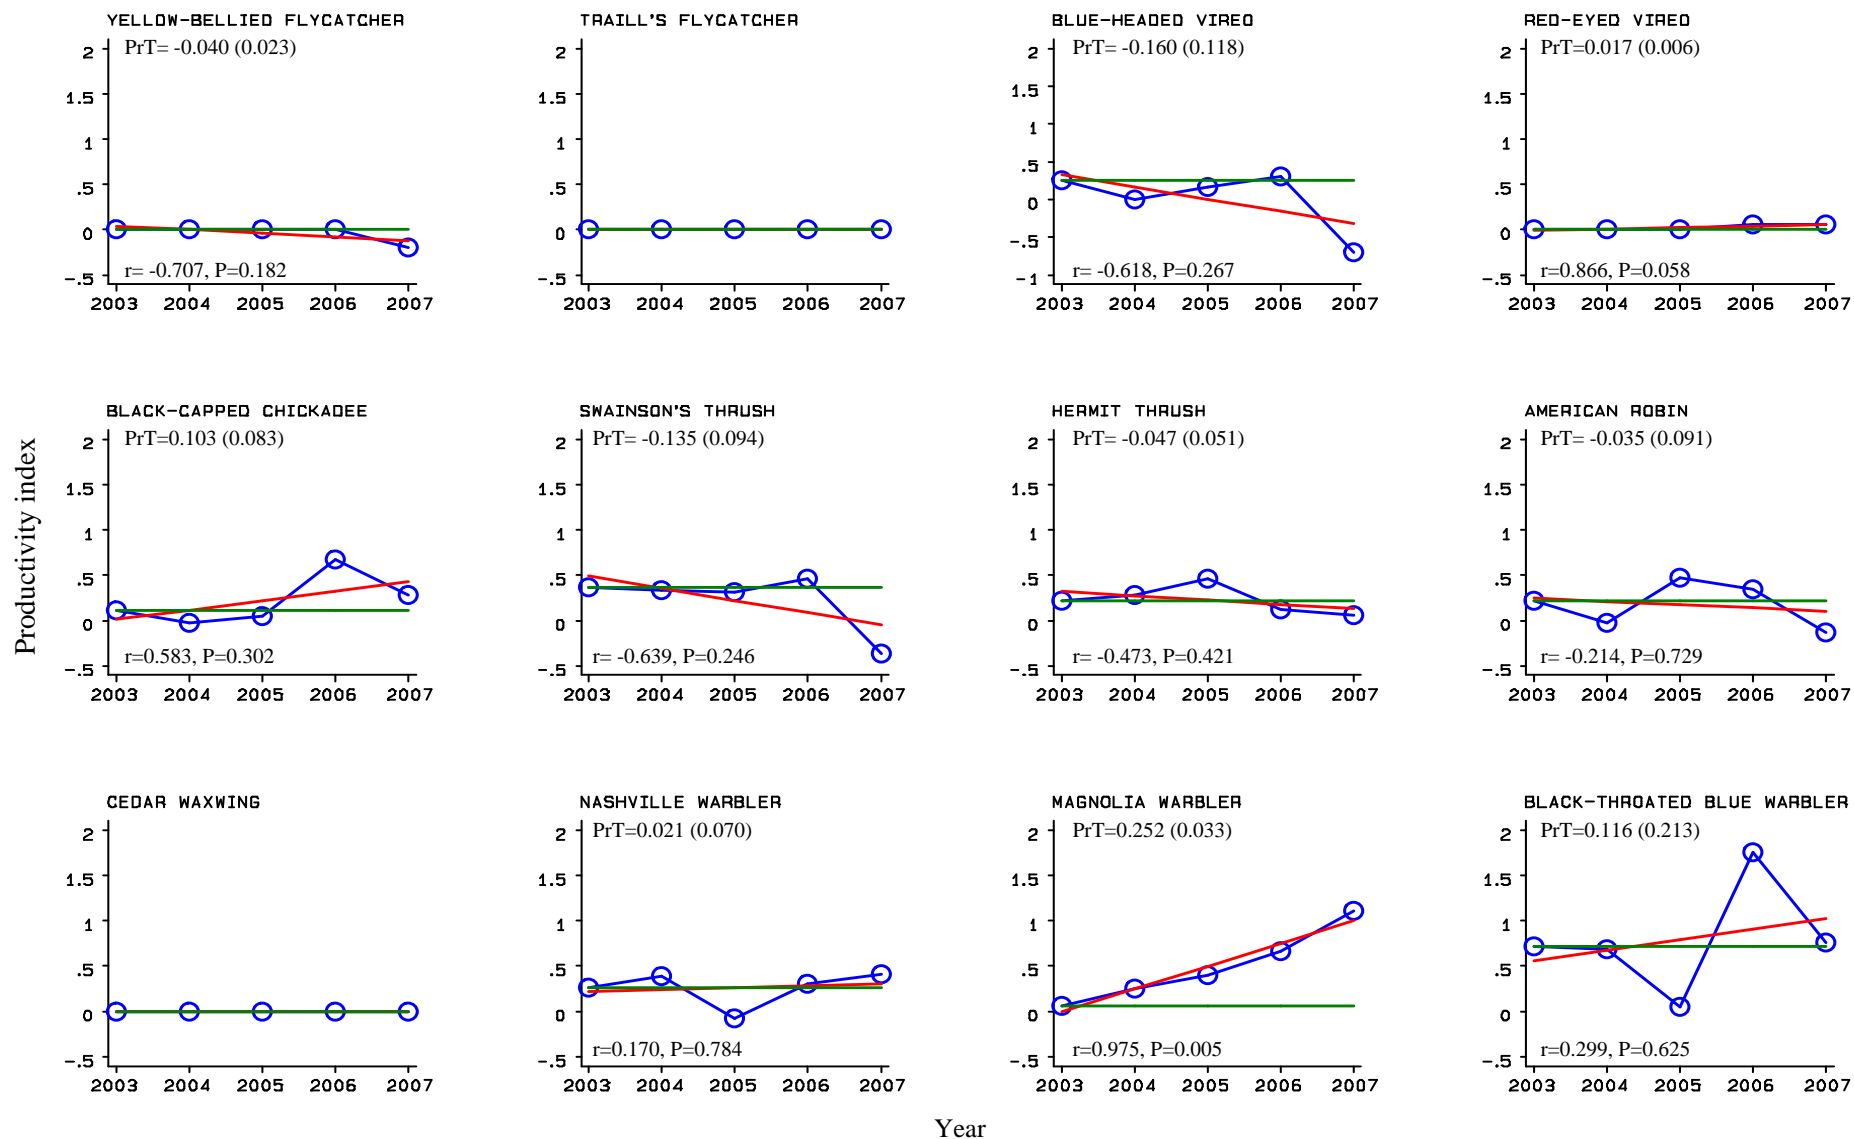 YELLOW-BELLIED FLYCATCHER
PrT= -0.040 (0.023)
2
1.5
1
.5
0
-.5
r= -0.707, P=0.182
2003 2004 2005 2006 2007
TRAILL'S FLYCATCHER
2
1.5
1
.5
0
-.5
2003 2004 2005 2006 2007
BLUE-HEADED VIREO
PrT= -0.160 (0.118)
2
1.5
1
.5
0
-.5
-1
r= -0.618, P=0.267
2003 2004 2005 2006 2007
RED-EYED VIREO
PrT=0.017 (0.006)
2
1.5
1
.5
0
-.5
r=0.866, P=0.058
2003 2004 2005 2006 2007
Productivity index
BLACK-CAPPED CHICKADEE
PrT=0.103 (0.083)
2
1.5
1
.5
0
-.5
r=0.583, P=0.302
2003 2004 2005 2006 2007
SWAINSON'S THRUSH
PrT= -0.135 (0.094)
2
1.5
1
.5
0
-.5
r= -0.639, P=0.246
2003 2004 2005 2006 2007
HERMIT THRUSH
PrT= -0.047 (0.051)
2
1.5
1
.5
0
-.5
r= -0.473, P=0.421
2003 2004 2005 2006 2007
AMERICAN ROBIN
PrT= -0.035 (0.091)
2
1.5
1
.5
0
-.5
r= -0.214, P=0.729
2003 2004 2005 2006 2007
CEDAR WAXWING
2
1.5
1
.5
0
-.5
2003 2004 2005 2006 2007
NASHVILLE WARBLER
PrT=0.021 (0.070)
2
1.5
1
.5
0
-.5
r=0.170, P=0.784
2003 2004 2005 2006 2007
MAGNOLIA WARBLER
PrT=0.252 (0.033)
2
1.5
1
.5
0
-.5
r=0.975, P=0.005
2003 2004 2005 2006 2007
BLACK-THROATED BLUE WARBLER
PrT=0.116 (0.213)
2
1.5
1
.5
0
-.5
r=0.299, P=0.625
2003 2004 2005 2006 2007
Year